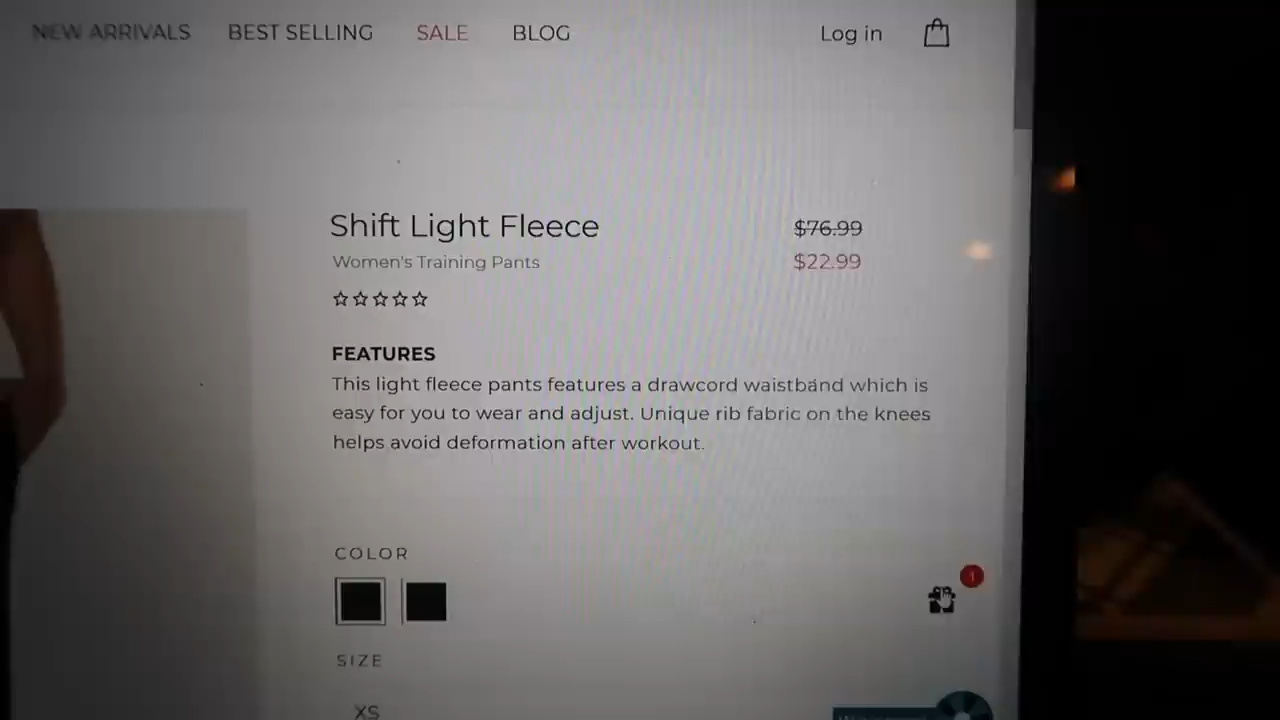 NEW ARRIVALS BEST SELLING SALE BLOG Log in
Shift Light Fleece $76.99
Women's Training Pants $22.99
FEATURES
This light fleece pants features a drawcord waistband which is
easy for you to wear and adjust. Unique rib fabric on the knees
helps avoid deformation after workout.
COLOR
1
SIZE
XS